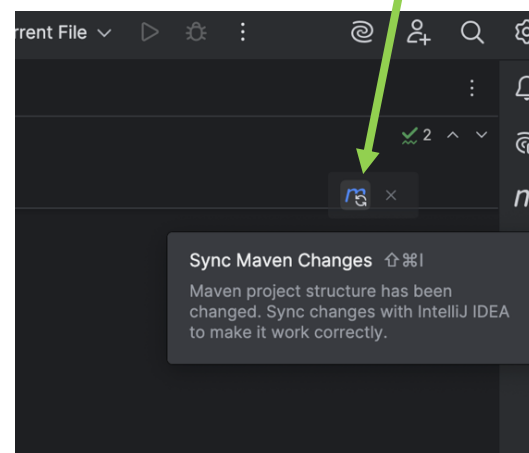 rrent File
2
Sync Maven Changes ⇧⌘I
Maven project structure has been
changed. Sync changes with IntelliJ IDEA
to make it work correctly.